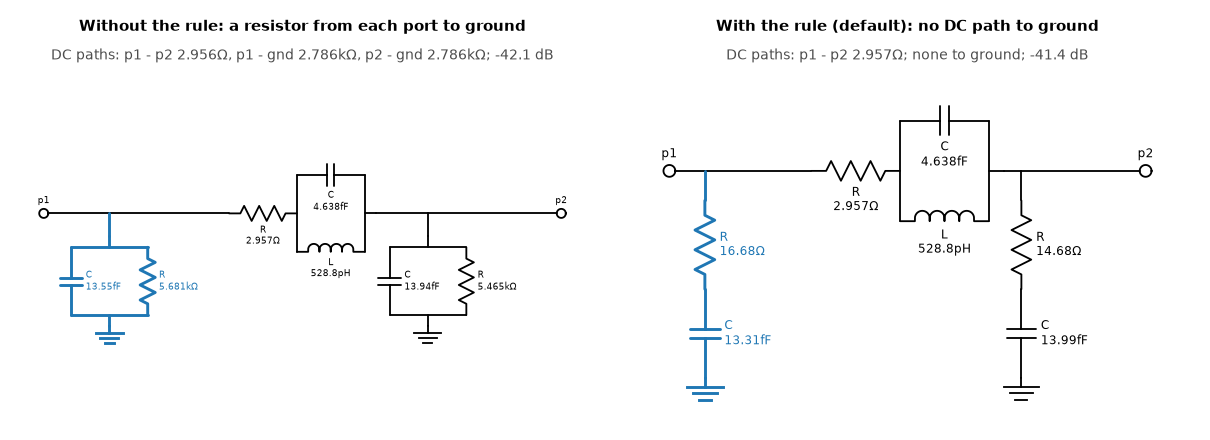 Without the rule: a resistor from each port to ground
DC paths: p1 - p2 2.956Ω, p1 - gnd 2.786kΩ, p2 - gnd 2.786kΩ; -42.1 dB
p1
C
4.638fF
R
2.957Ω
L
528.8pH
p2
C
13.55fF
R
5.681kΩ
C
13.94fF
R
5.465kΩ
With the rule (default): no DC path to ground
DC paths: p1 - p2 2.957Ω; none to ground; -41.4 dB
p1
C
4.638fF
R
2.957Ω
L
528.8pH
p2
R
16.68Ω
R
14.68Ω
C
13.31fF
C
13.99fF